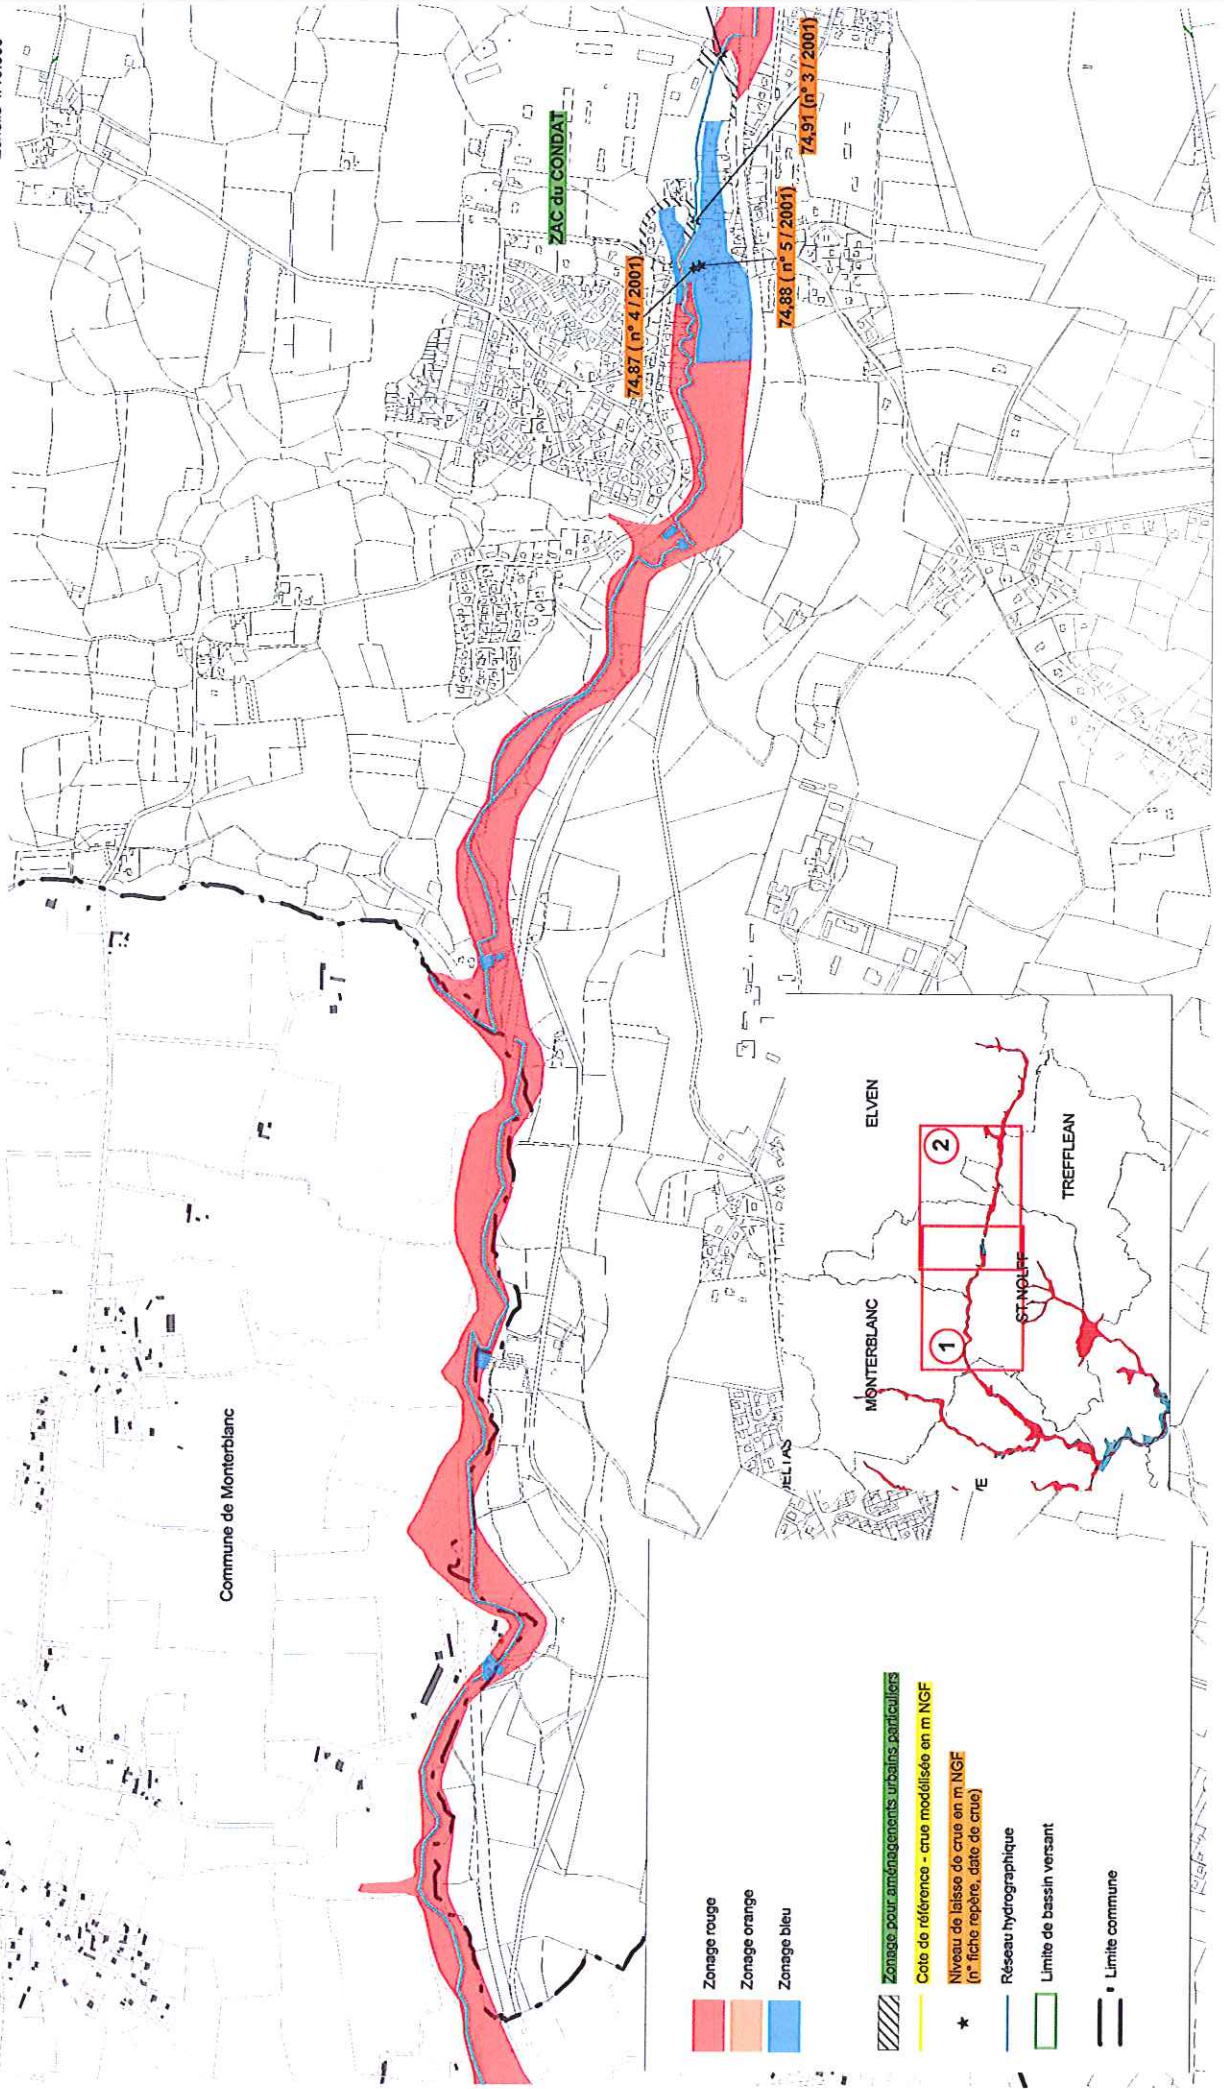 ZAC du CONDAT
74,87 ( n° 4 / 2001)
74,88 ( n° 5 / 2001)
74,91 (n° 3 / 2001)
Commune de Monterblanc
Zonage rouge
Zonage orange
Zonage bleu
Zonage pour aménagements urbains particuliers
Cote de référence - crue modélisée en m NGF
Niveau de laisse de crue en m NGF
(n° fiche repère, date de crue)
Réseau hydrographique
Limite de bassin versant
Limite commune
MONTERBLANC
ELVEN
1
2
ST NOLFF
TREFFLEAN